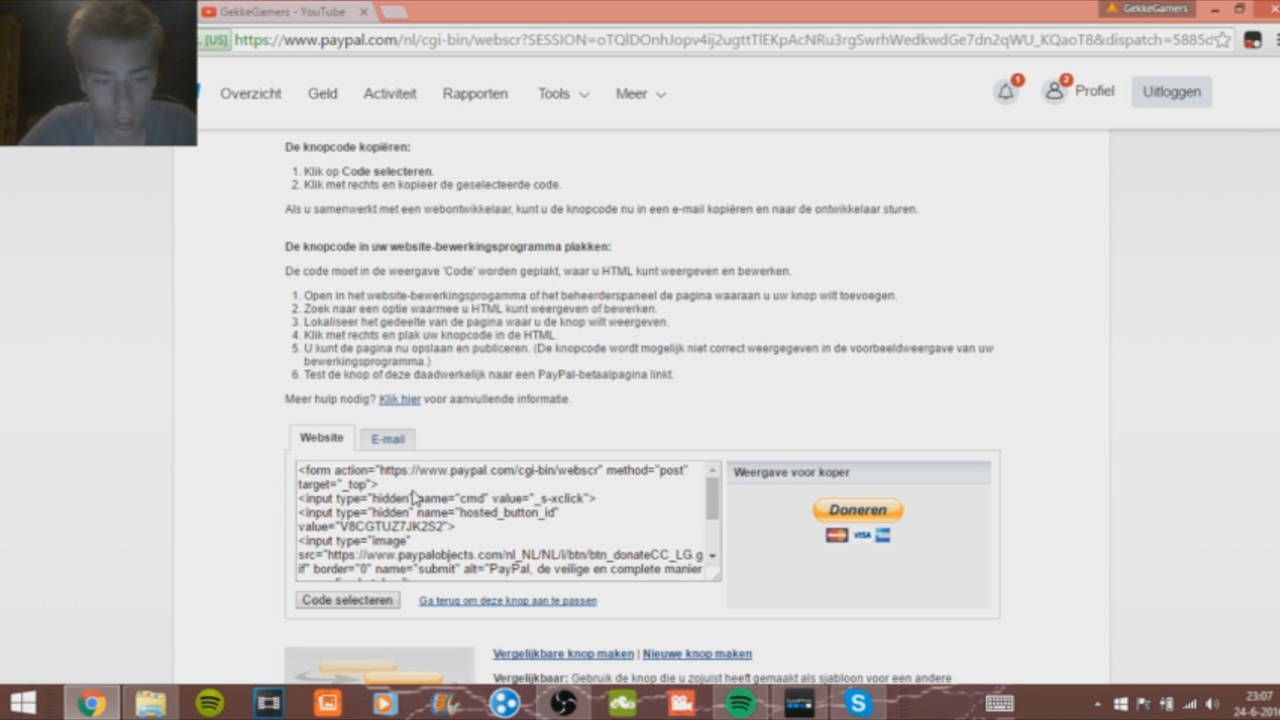 GekkeGamers - YouTube
GekkeGamers
[US] https://www.paypal.com/nl/cgi-bin/webscr?SESSION=
Overzicht Geld Activiteit Rapporten Tools Meer 1 2 Profiel Uitloggen
De knopcode kopiëren:
1. Klik op Code selecteren.
2. Klik met rechts en kopieer de geselecteerde code.
Als u samenwerkt met een webontwikkelaar, kunt u de knopcode nu in een e-mail kopiëren en naar de ontwikkelaar sturen.
De knopcode in uw website-bewerkingsprogramma plakken:
De code moet in de weergave 'Code' worden geplakt, waar u HTML kunt weergeven en bewerken.
1. Open in het website-bewerkingsprogamma of het beheerderspaneel de pagina waaraan u uw knop wilt toevoegen.
2. Zoek naar een optie waarmee u HTML kunt weergeven of bewerken.
3. Lokaliseer het gedeelte van de pagina waar u de knop wilt weergeven.
4. Klik met rechts en plak uw knopcode in de HTML.
5. U kunt de pagina nu opslaan en publiceren. (De knopcode wordt mogelijk niet correct weergegeven in de voorbeeldweergave van uw
bewerkingsprogramma.)
6. Test de knop of deze daadwerkelijk naar een PayPal-betaalpagina linkt.
Meer hulp nodig? Klik hier voor aanvullende informatie.
Website E-mail
<form action="https://www.paypal.com/cgi-bin/webscr" method="post"
target="_top">
<input type="hidden" name="cmd" value="_s-xclick">
<input type="hidden" name="hosted_button_id"
value="V8CGTUZ7JK2S2">
<input type="image"
src="https://www.paypalobjects.com/nl_NL/NL/i/btn/btn_donateCC_LG.g
if" border="0" name="submit" alt="PayPal, de veilige en complete manier
Weergave voor koper
Doneren
VISA
Code selecteren Ga terug om deze knop aan te passen
Vergelijkbare knop maken | Nieuwe knop maken
Vergelijkbaar: Gebruik de knop die u zojuist heeft gemaakt als sjabloon voor een andere
23:07
24-6-201